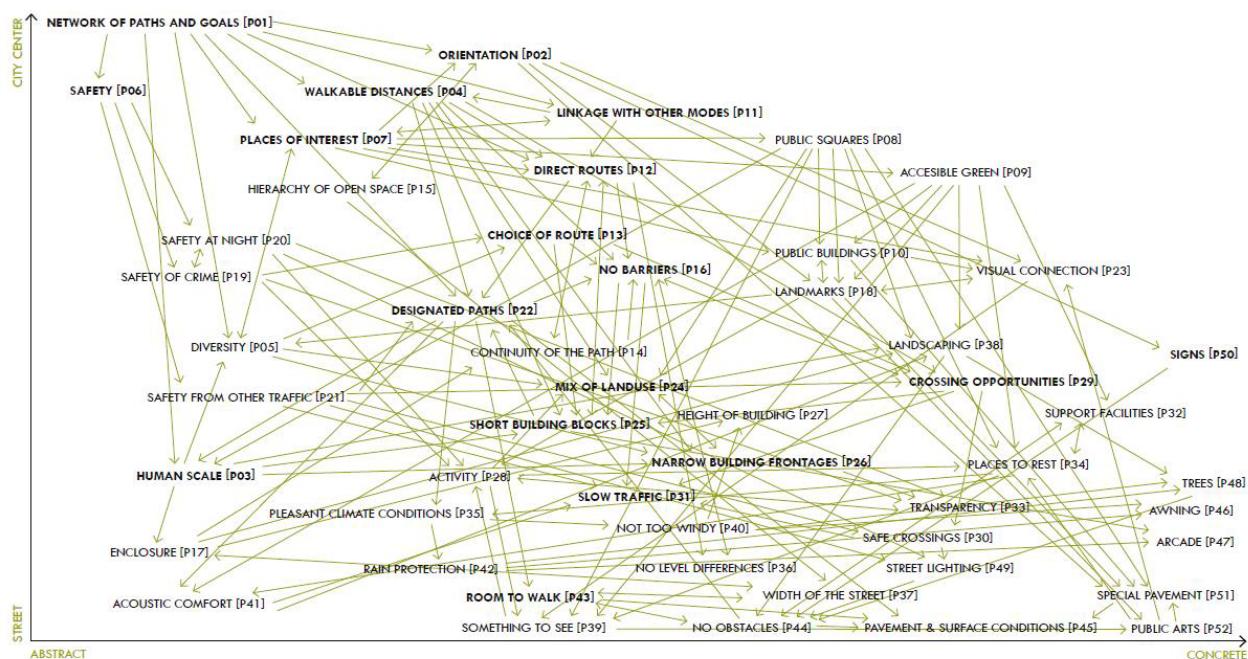 CITY CENTER
NETWORK OF PATHS AND GOALS [P01]
ORIENTATION [P02]
SAFETY [P06]
WALKABLE DISTANCES [P04]
LINKAGE WITH OTHER MODES [P11]
PLACES OF INTEREST [P07]
PUBLIC SQUARES [P08]
DIRECT ROUTES [P12]
ACCESIBLE GREEN [P09]
HIERARCHY OF OPEN SPACE [P15]
CHOICE OF ROUTE [P13]
SAFETY AT NIGHT [P20]
PUBLIC BUILDINGS [P10]
NO BARRIERS [P16]
VISUAL CONNECTION [P23]
SAFETY OF CRIME [P19]
LANDMARKS [P18]
DESIGNATED PATHS [P22]
DIVERSITY [P05]
CONTINUITY OF THE PATH [P14]
LANDSCAPING [P38]
SIGNS [P50]
MIX OF LANDUSE [P24]
CROSSING OPPORTUNITIES [P29]
SAFETY FROM OTHER TRAFFIC [P21]
HEIGHT OF BUILDING [P27]
SUPPORT FACILITIES [P32]
SHORT BUILDING BLOCKS [P25]
NARROW BUILDING FRONTAGES [P26]
PLACES TO REST [P34]
HUMAN SCALE [P03]
ACTIVITY [P28]
TREES [P48]
SLOW TRAFFIC [P31]
TRANSPARENCY [P33]
AWNING [P46]
PLEASANT CLIMATE CONDITIONS [P35]
NOT TOO WINDY [P40]
SAFE CROSSINGS [P30]
ARCADE [P47]
ENCLOSURE [P17]
RAIN PROTECTION [P42]
NO LEVEL DIFFERENCES [P36]
STREET LIGHTING [P49]
ACOUSTIC COMFORT [P41]
ROOM TO WALK [P43]
WIDTH OF THE STREET [P37]
SPECIAL PAVEMENT [P51]
STREET
SOMETHING TO SEE [P39]
NO OBSTACLES [P44]
PAVEMENT & SURFACE CONDITIONS [P45]
PUBLIC ARTS [P52]
ABSTRACT
CONCRETE